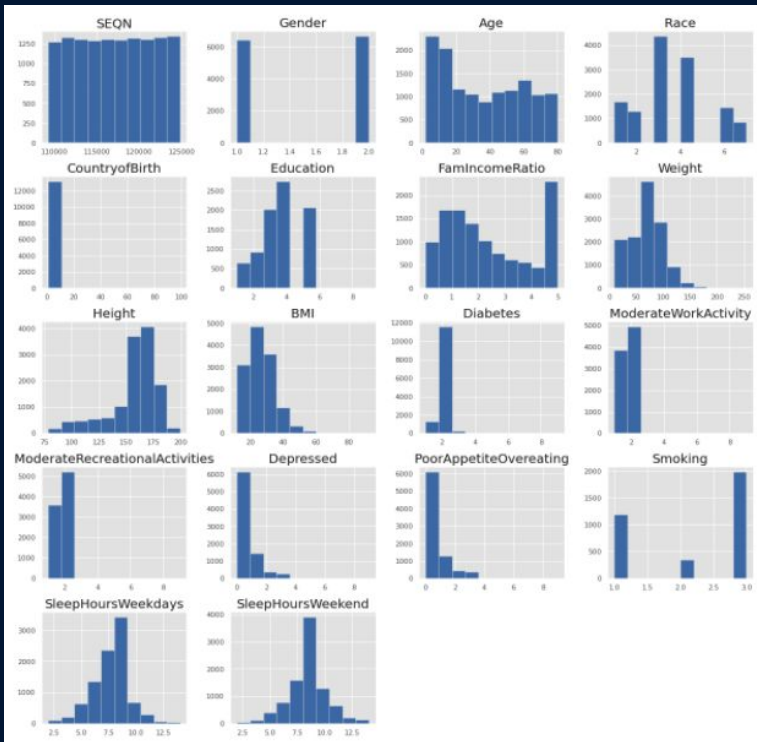 SEQN
1250
1000
750
500
250
0
110000 115000 120000 125000
Gender
6000
4000
2000
0
1.0 1.2 1.4 1.6 1.8 2.0
Age
2000
1500
1000
500
0
0 20 40 60 80
Race
4000
3000
2000
1000
0
2 4 6
CountryofBirth
12000
10000
8000
6000
4000
2000
0
0 20 40 60 80 100
Education
2500
2000
1500
1000
500
0
2 4 6 8
FamIncomeRatio
2000
1500
1000
500
0
0 1 2 3 4 5
Weight
4000
3000
2000
1000
0
0 50 100 150 200 250
Height
4000
3000
2000
1000
0
75 100 125 150 175 200
BMI
5000
4000
3000
2000
1000
0
20 40 60 80
Diabetes
12000
10000
8000
6000
4000
2000
0
2 4 6 8
ModerateWorkActivity
5000
4000
3000
2000
1000
0
2 4 6 8
ModerateRecreationalActivities
5000
4000
3000
2000
1000
0
2 4 6 8
Depressed
6000
5000
4000
3000
2000
1000
0
0 2 4 6 8
PoorAppetiteOvereating
6000
5000
4000
3000
2000
1000
0
0 2 4 6 8
Smoking
2000
1500
1000
500
0
1.0 1.5 2.0 2.5 3.0
SleepHoursWeekdays
3000
2000
1000
0
2.5 5.0 7.5 10.0 12.5
SleepHoursWeekend
4000
3000
2000
1000
0
2.5 5.0 7.5 10.0 12.5